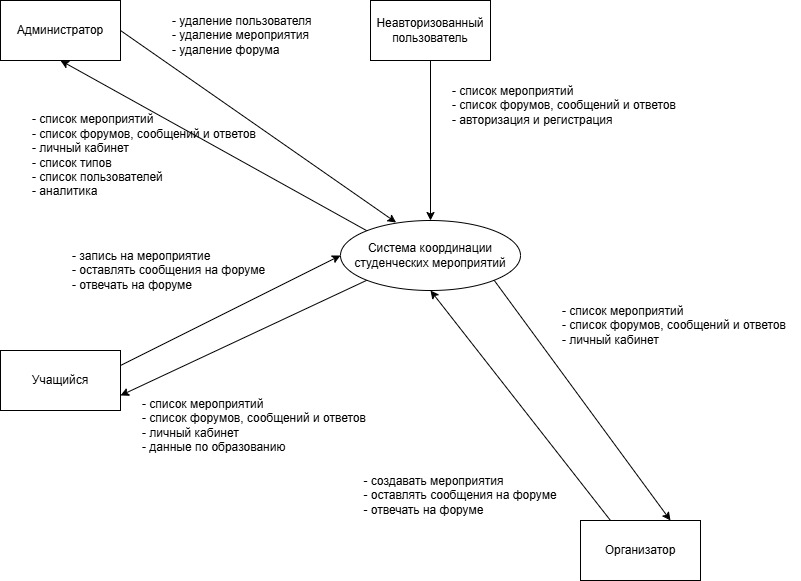 Администратор
- удаление пользователя
- удаление мероприятия
- удаление форума
Неавторизованный
пользователь
- список мероприятий
- список форумов, сообщений и ответов
- авторизация и регистрация
- список мероприятий
- список форумов, сообщений и ответов
- личный кабинет
- список типов
- список пользователей
- аналитика
Система координации
студенческих мероприятий
- запись на мероприятие
- оставлять сообщения на форуме
- отвечать на форуме
- список мероприятий
- список форумов, сообщений и ответов
- личный кабинет
Учащийся
- список мероприятий
- список форумов, сообщений и ответов
- личный кабинет
- данные по образованию
- создавать мероприятия
- оставлять сообщения на форуме
- отвечать на форуме
Организатор